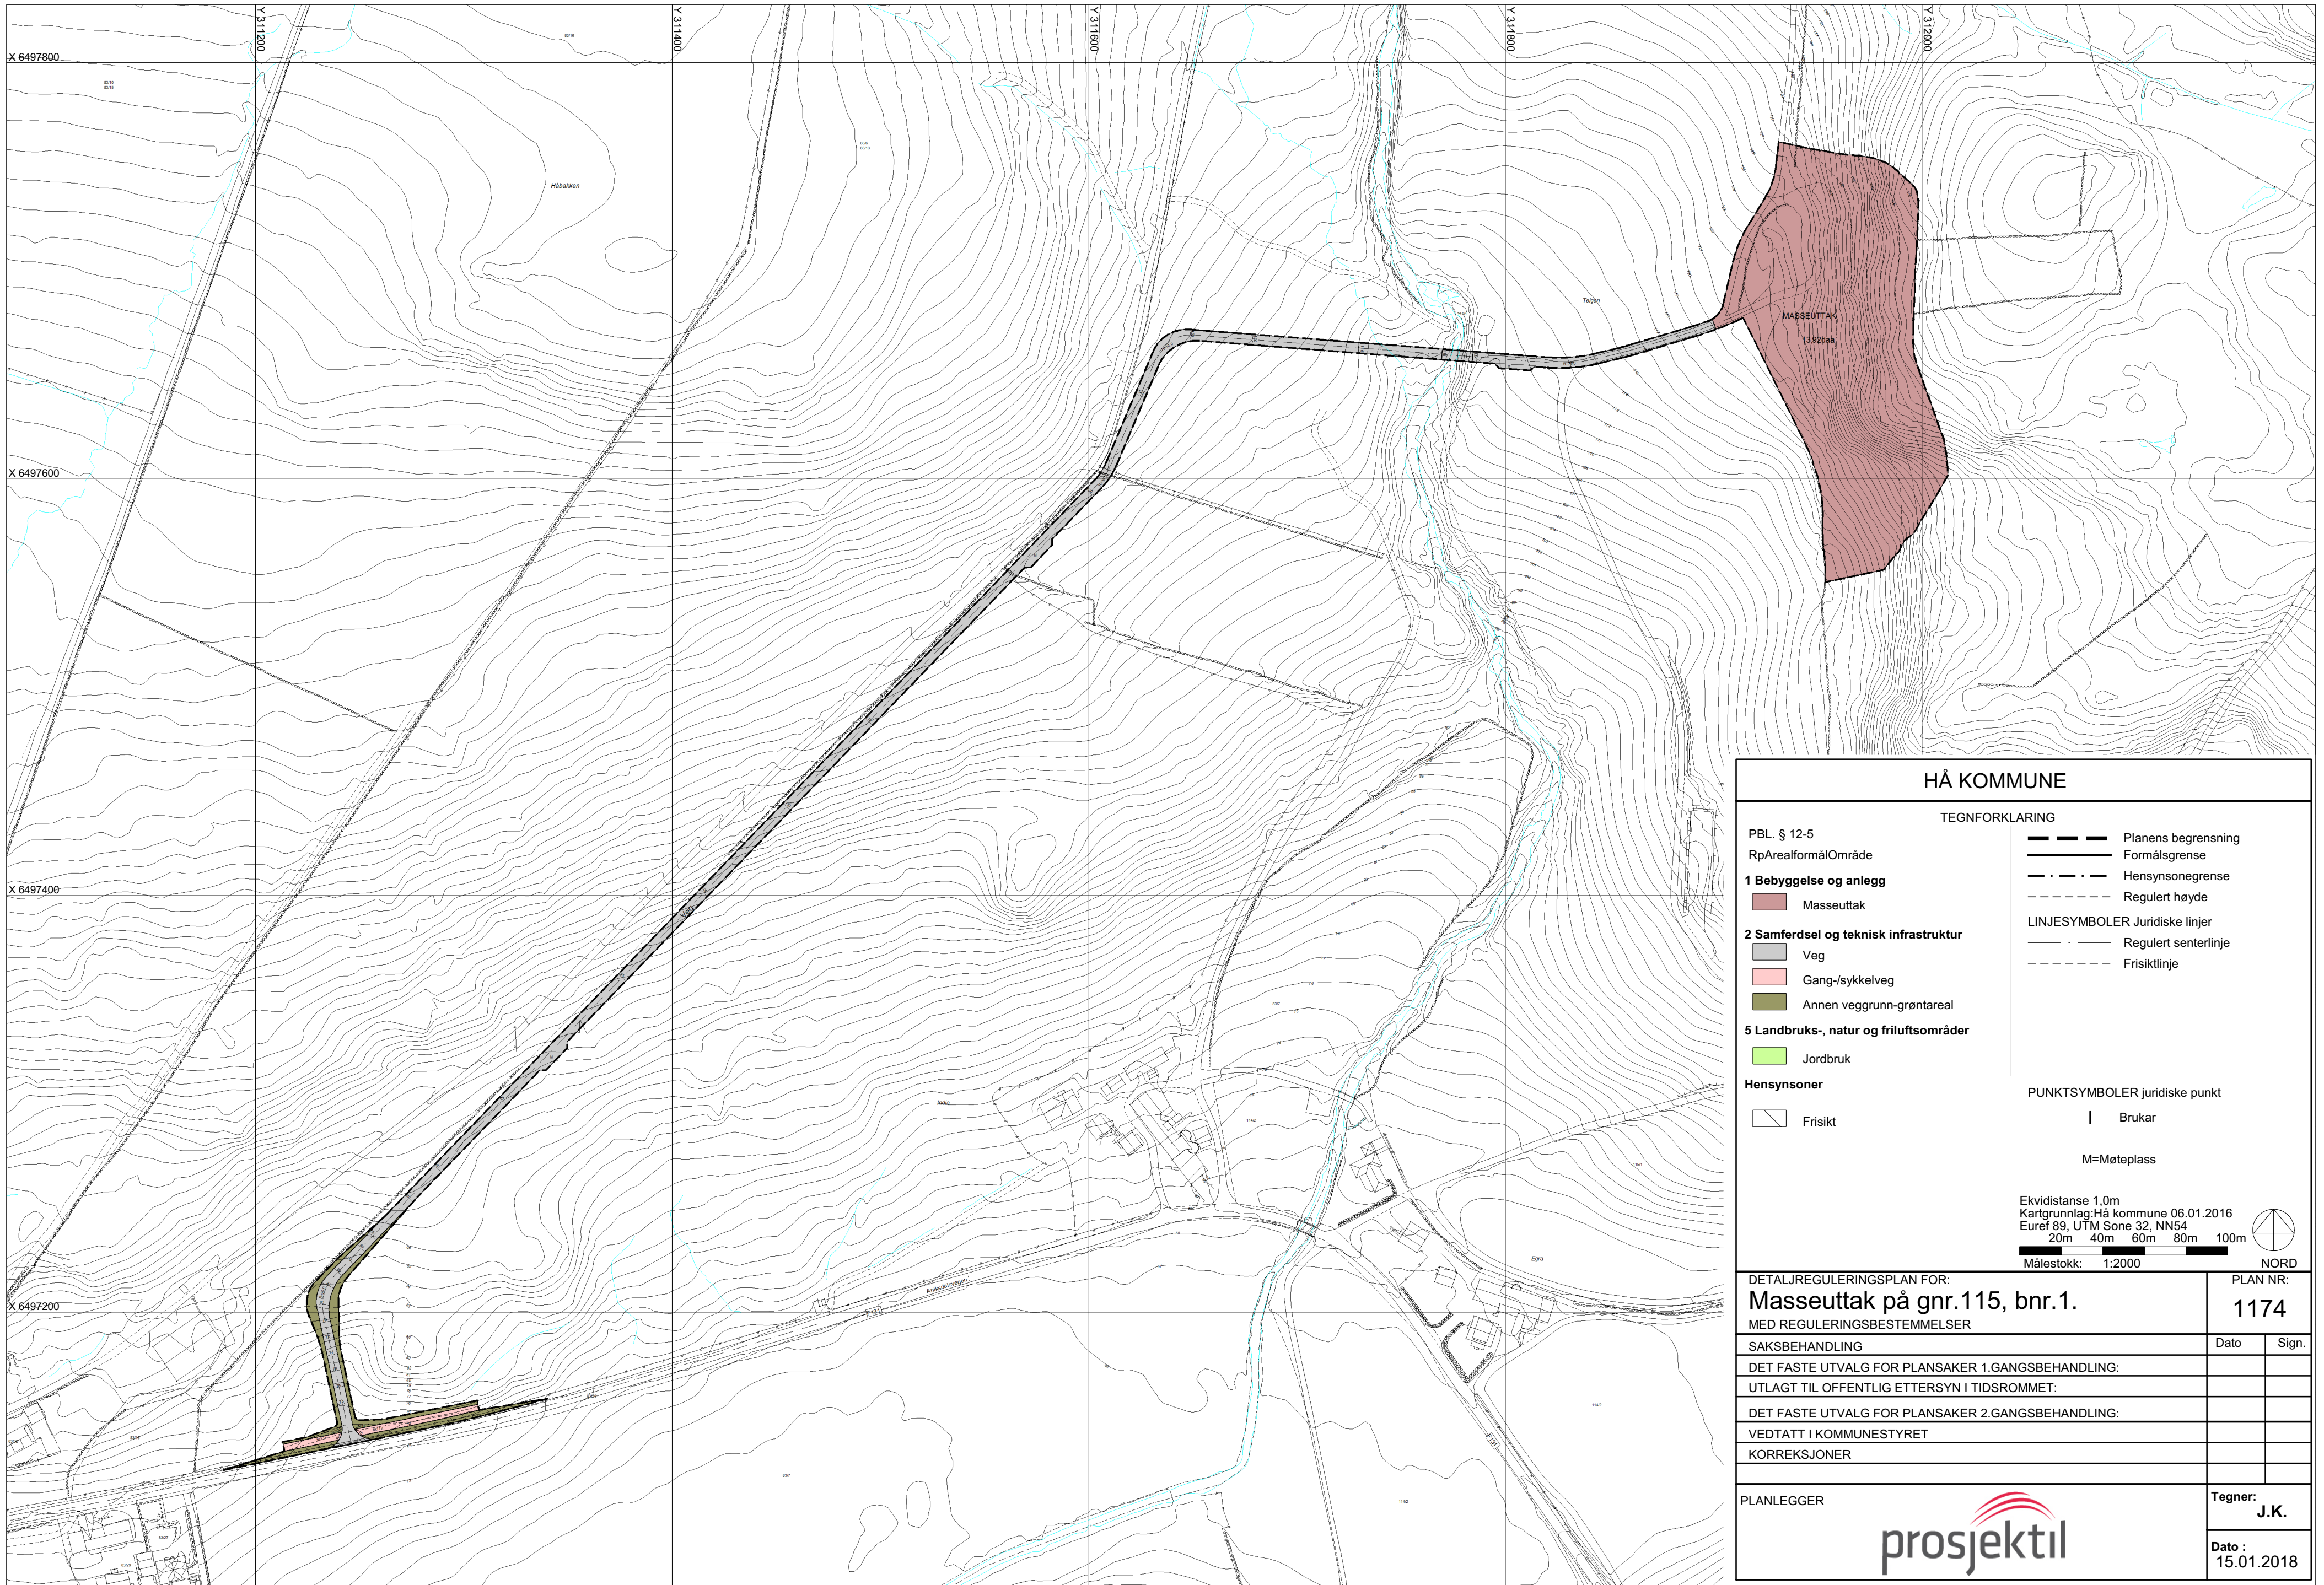 Y 311200
Y 311400
Y 311600
Y 311800
Y 312000
X 6497800
X 6497600
X 6497400
X 6497200
Håbakken
Teigen
MASSEUTTAK
13,92daa
Veg
Aniksdalsvegen
Egra
HÅ KOMMUNE
TEGNFORKLARING
PBL. § 12-5
RpArealformålOmråde
1 Bebyggelse og anlegg
Masseuttak
2 Samferdsel og teknisk infrastruktur
Veg
Gang-/sykkelveg
Annen veggrunn-grøntareal
5 Landbruks-, natur og friluftsområder
Jordbruk
Hensynsoner
Frisikt
Planens begrensning
Formålsgrense
Hensynsonegrense
Regulert høyde
LINJESYMBOLER Juridiske linjer
Regulert senterlinje
Frisiktlinje
PUNKTSYMBOLER juridiske punkt
Brukar
M=Møteplass
Ekvidistanse 1,0m
Kartgrunnlag:Hå kommune 06.01.2016
Euref 89, UTM Sone 32, NN54
20m 40m 60m 80m 100m
Målestokk: 1:2000
NORD
DETALJREGULERINGSPLAN FOR:
Masseuttak på gnr.115, bnr.1.
MED REGULERINGSBESTEMMELSER
PLAN NR:
1174
SAKSBEHANDLING
Dato
Sign.
DET FASTE UTVALG FOR PLANSAKER 1.GANGSBEHANDLING:
UTLAGT TIL OFFENTLIG ETTERSYN I TIDSROMMET:
DET FASTE UTVALG FOR PLANSAKER 2.GANGSBEHANDLING:
VEDTATT I KOMMUNESTYRET
KORREKSJONER
PLANLEGGER
prosjektil
Tegner:
J.K.
Dato :
15.01.2018